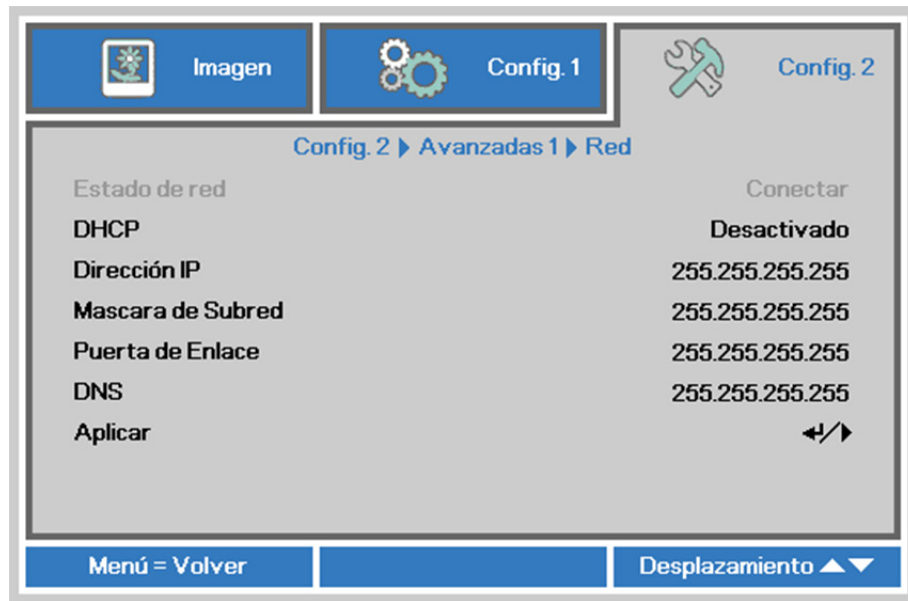 Imagen Config. 1 Config. 2
Config. 2 ▶ Avanzadas 1 ▶ Red
Estado de red Conectar
DHCP Desactivado
Dirección IP 255.255.255.255
Mascara de Subred 255.255.255.255
Puerta de Enlace 255.255.255.255
DNS 255.255.255.255
Aplicar ↵/▶
Menú = Volver Desplazamiento ▲▼